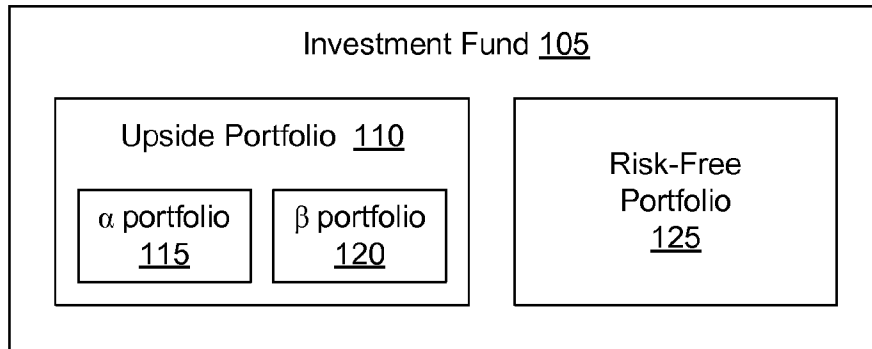 Investment Fund 105
Upside Portfolio 110
α portfolio
115
β portfolio
120
Risk-Free
Portfolio
125